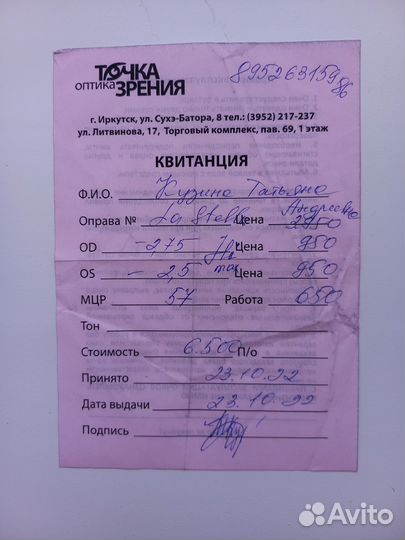 ТОЧКА
оптика ЗРЕНИЯ
89526315986
г. Иркутск, ул. Сухэ-Батора, 8 тел.: (3952) 217-237
ул. Литвинова, 17, Торговый комплекс, пав. 69, 1 этаж
КВИТАНЦИЯ
Ф.И.О. Кузина Татьяна
Андреевна
Оправа № La Stella Цена 2950
OD -2,75 Цена 950
OS -2,5 Цена 950
МЦР 57 Работа 650
Тон
Стоимость 6.500 П/о
Принято 23.10.22
Дата выдачи 23.10.22
Подпись
Avito